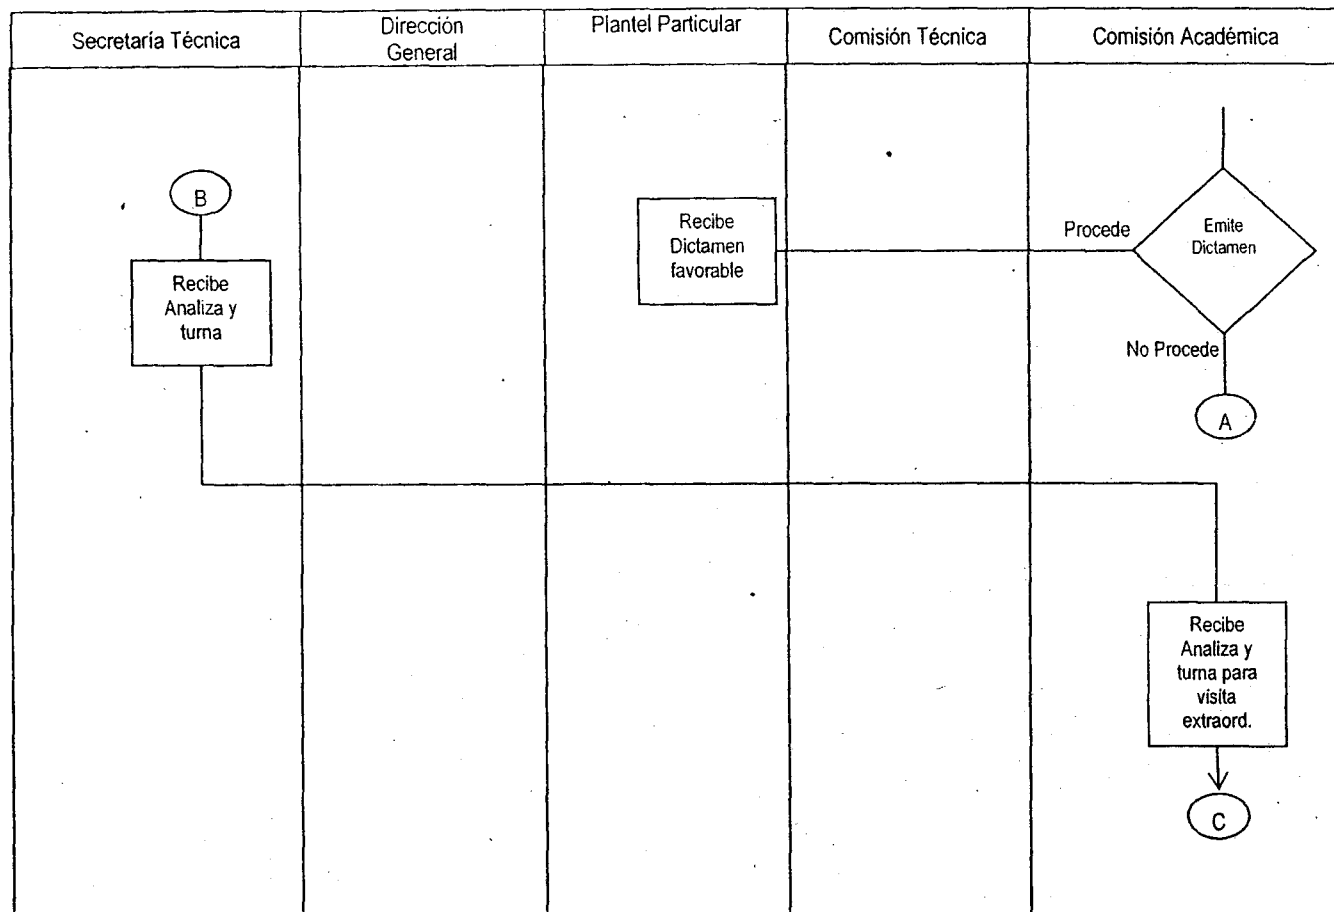 Secretaría Técnica
Dirección
General
Plantel Particular
Comisión Técnica
Comisión Académica
B
Recibe
Analiza y
turna
Recibe
Dictamen
favorable
Procede
Emite
Dictamen
No Procede
A
Recibe
Analiza y
turna para
visita
extraord.
C